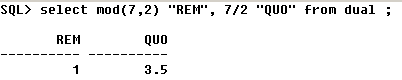 SQL> select mod(7,2) "REM", 7/2 "QUO" from dual ;
REM QUO
---------- ----------
1 3.5